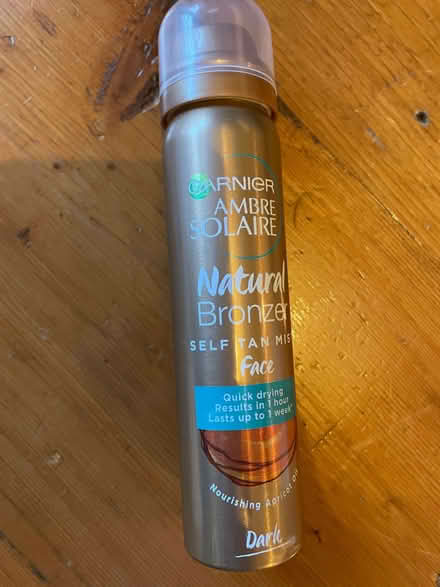 GARNIER
AMBRE
SOLAIRE
Natural
Bronzer
SELF TAN MIST
Face
Quick drying
Results in 1 hour
Lasts up to 1 week*
Nourishing Apricot Oil
Dark